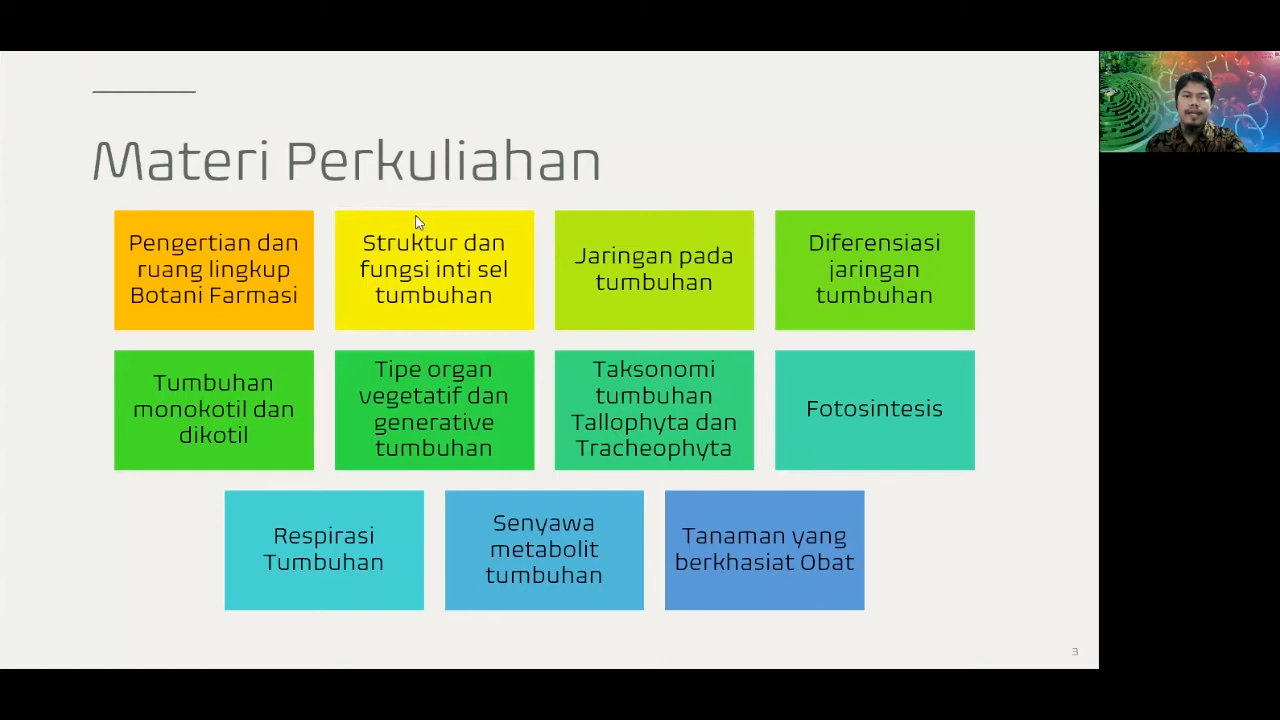 Materi Perkuliahan
Pengertian dan
ruang lingkup
Botani Farmasi
Struktur dan
fungsi inti sel
tumbuhan
Jaringan pada
tumbuhan
Diferensiasi
jaringan
tumbuhan
Tumbuhan
monokotil dan
dikotil
Tipe organ
vegetatif dan
generative
tumbuhan
Taksonomi
tumbuhan
Tallophyta dan
Tracheophyta
Fotosintesis
Respirasi
Tumbuhan
Senyawa
metabolit
tumbuhan
Tanaman yang
berkhasiat Obat
3